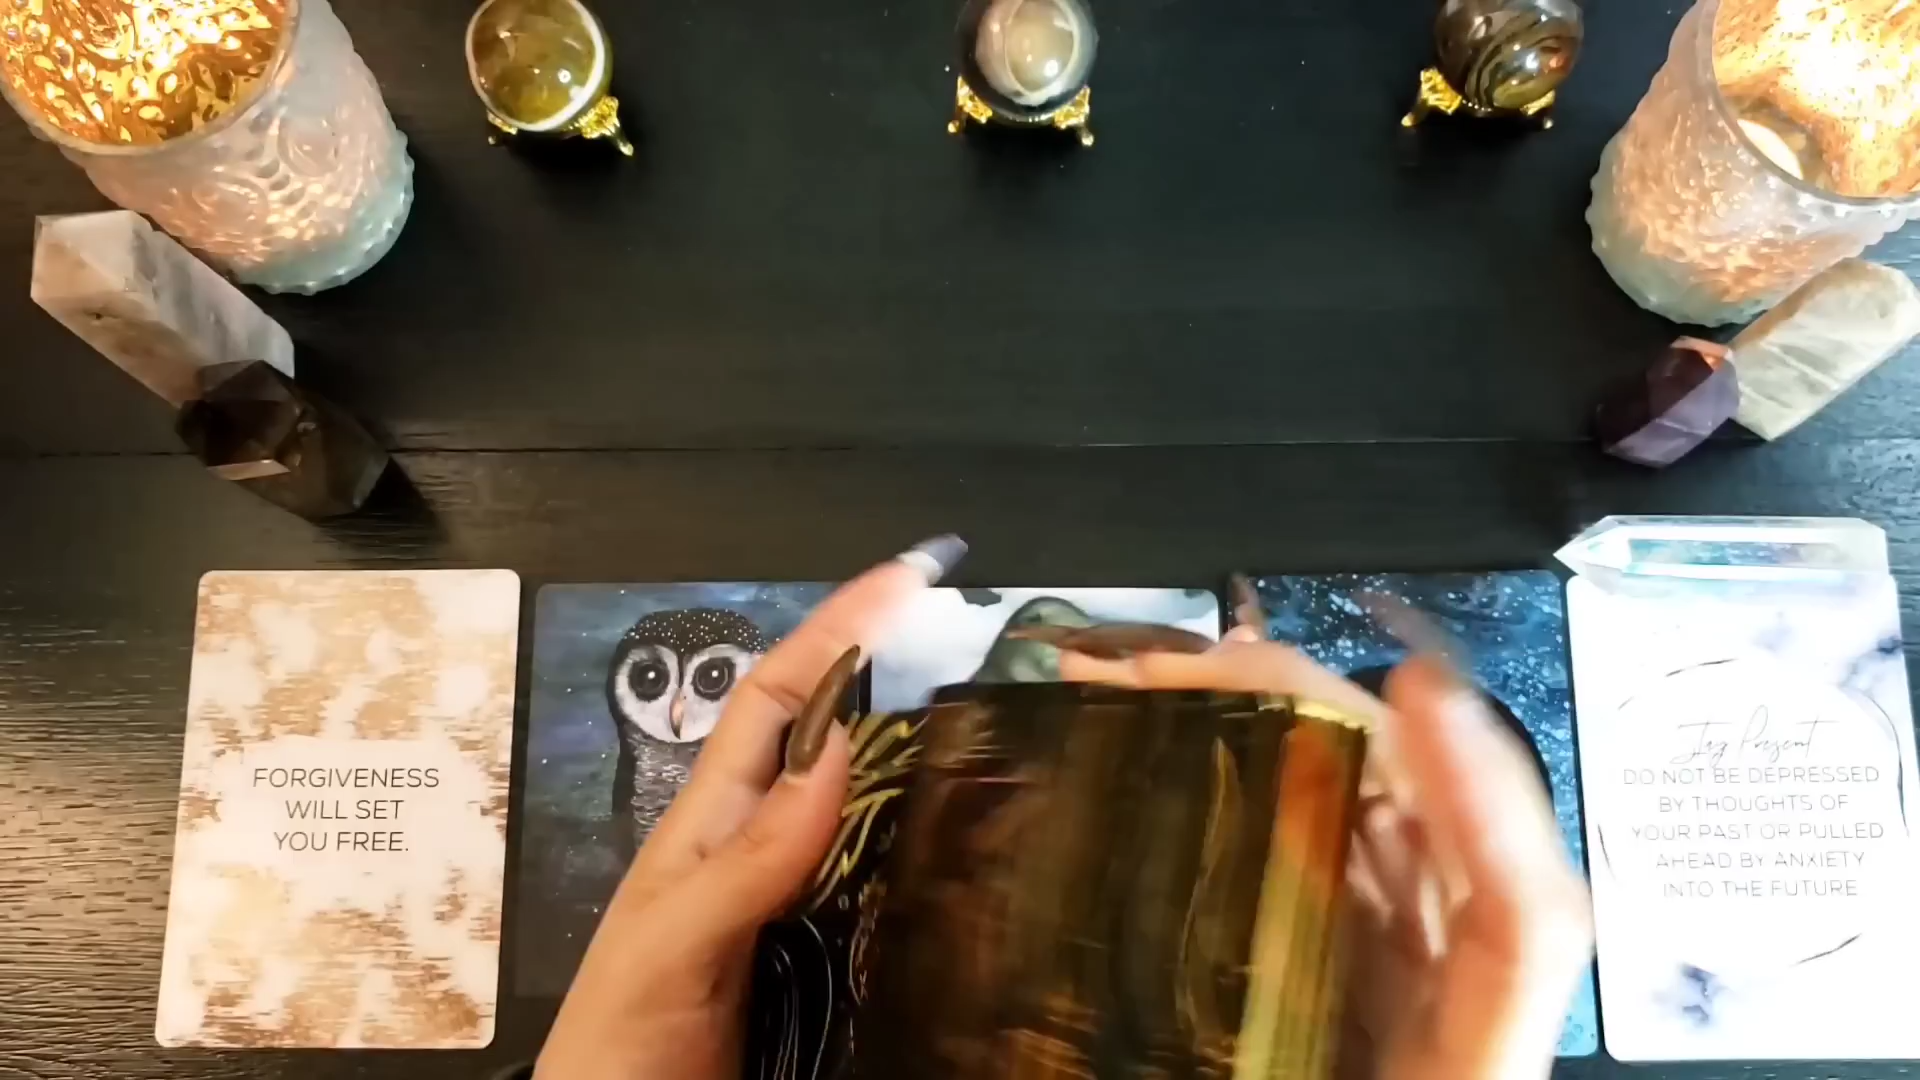 FORGIVENESS
WILL SET
YOU FREE.
Stay Present
DO NOT BE DEPRESSED
BY THOUGHTS OF
YOUR PAST OR PULLED
AHEAD BY ANXIETY
INTO THE FUTURE